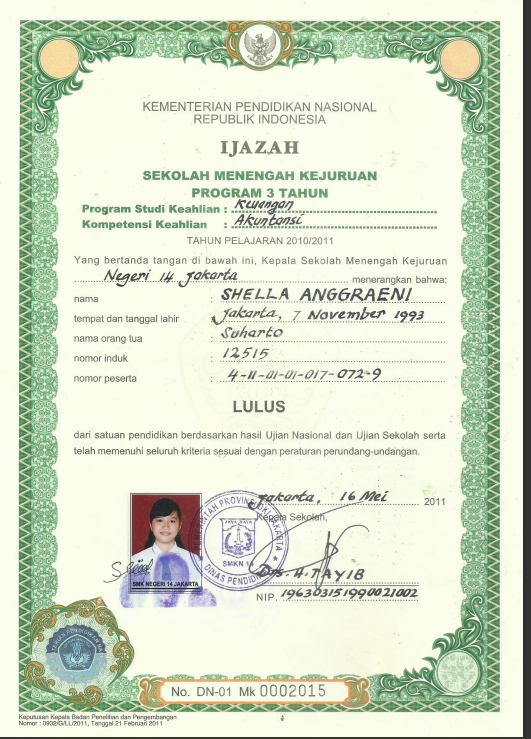 KEMENTERIAN PENDIDIKAN NASIONAL
REPUBLIK INDONESIA
IJAZAH
SEKOLAH MENENGAH KEJURUAN
PROGRAM 3 TAHUN
Program Studi Keahlian : Keuangan
Kompetensi Keahlian : Akuntansi
TAHUN PELAJARAN 2010/2011
Yang bertanda tangan di bawah ini, Kepala Sekolah Menengah Kejuruan
Negeri 14 Jakarta menerangkan bahwa:
nama : SHELLA ANGGRAENI
tempat dan tanggal lahir : Jakarta, 7 November 1993
nama orang tua : Suharto
nomor induk : 12515
nomor peserta : 4-11-01-01-017-072-9
LULUS
dari satuan pendidikan berdasarkan hasil Ujian Nasional dan Ujian Sekolah serta
telah memenuhi seluruh kriteria sesuai dengan peraturan perundang-undangan.
Jakarta, 16 Mei 2011
Kepala Sekolah,
JAYA RAYA
SMKN 14
DINAS PENDIDIKAN
SMK NEGERI 14 JAKARTA
Drs. H. TAYIB
NIP. 196303151990021002
No. DN-01 Mk 0002015
Keputusan Kepala Badan Penelitian dan Pengembangan
Nomor : 0932/G/LL/2011, Tanggal 21 Februari 2011